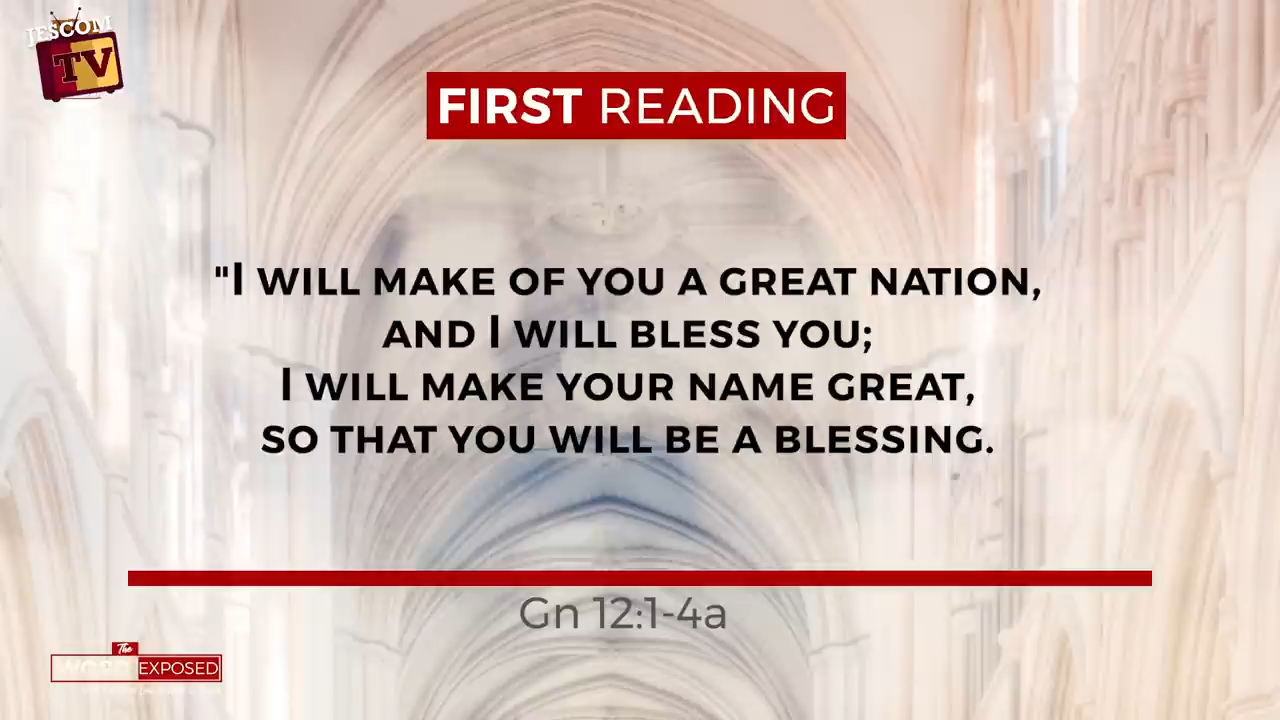 JESCOM
TV
FIRST READING
"I WILL MAKE OF YOU A GREAT NATION,
AND I WILL BLESS YOU;
I WILL MAKE YOUR NAME GREAT,
SO THAT YOU WILL BE A BLESSING.
Gn 12:1-4a
The
WORD EXPOSED